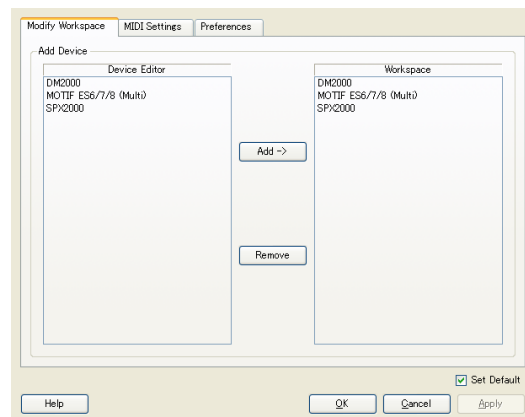 Modify Workspace MIDI Settings Preferences
Add Device
Device Editor
DM2000
MOTIF ES6/7/8 (Multi)
SPX2000
Add ->
Remove
Workspace
DM2000
MOTIF ES6/7/8 (Multi)
SPX2000
Set Default
Help OK Cancel Apply